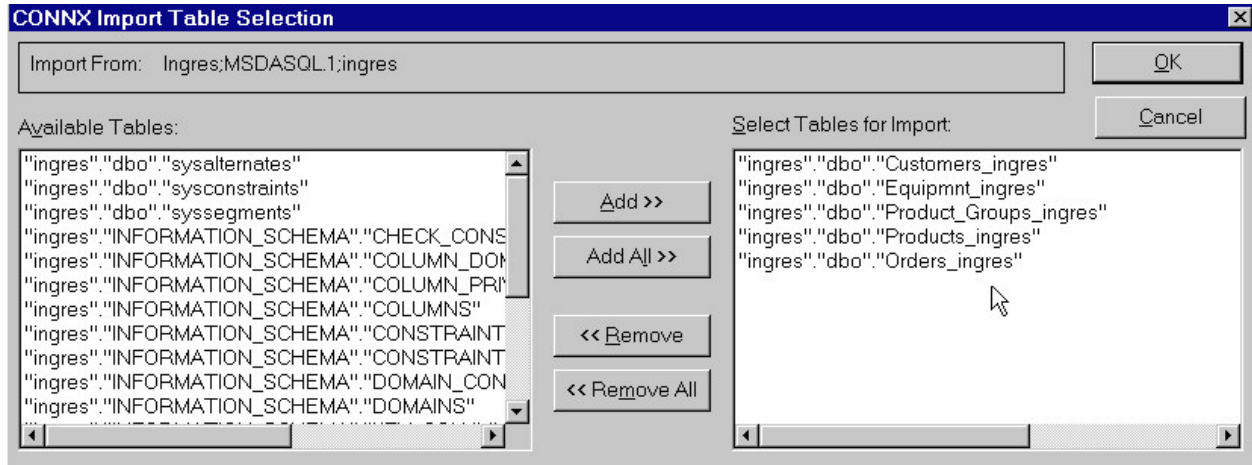 CONNX Import Table Selection
Import From: Ingres;MSDASQL.1;ingres
OK
Cancel
Available Tables:
"ingres"."dbo"."sysalternates"
"ingres"."dbo"."sysconstraints"
"ingres"."dbo"."syssegments"
"ingres"."INFORMATION_SCHEMA"."CHECK_CONS
"ingres"."INFORMATION_SCHEMA"."COLUMN_DOM
"ingres"."INFORMATION_SCHEMA"."COLUMN_PRI
"ingres"."INFORMATION_SCHEMA"."COLUMNS"
"ingres"."INFORMATION_SCHEMA"."CONSTRAINT
"ingres"."INFORMATION_SCHEMA"."CONSTRAINT
"ingres"."INFORMATION_SCHEMA"."DOMAIN_CON
"ingres"."INFORMATION_SCHEMA"."DOMAINS"
Add >>
Add All >>
<< Remove
<< Remove All
Select Tables for Import:
"ingres"."dbo"."Customers_ingres"
"ingres"."dbo"."Equipmnt_ingres"
"ingres"."dbo"."Product_Groups_ingres"
"ingres"."dbo"."Products_ingres"
"ingres"."dbo"."Orders_ingres"